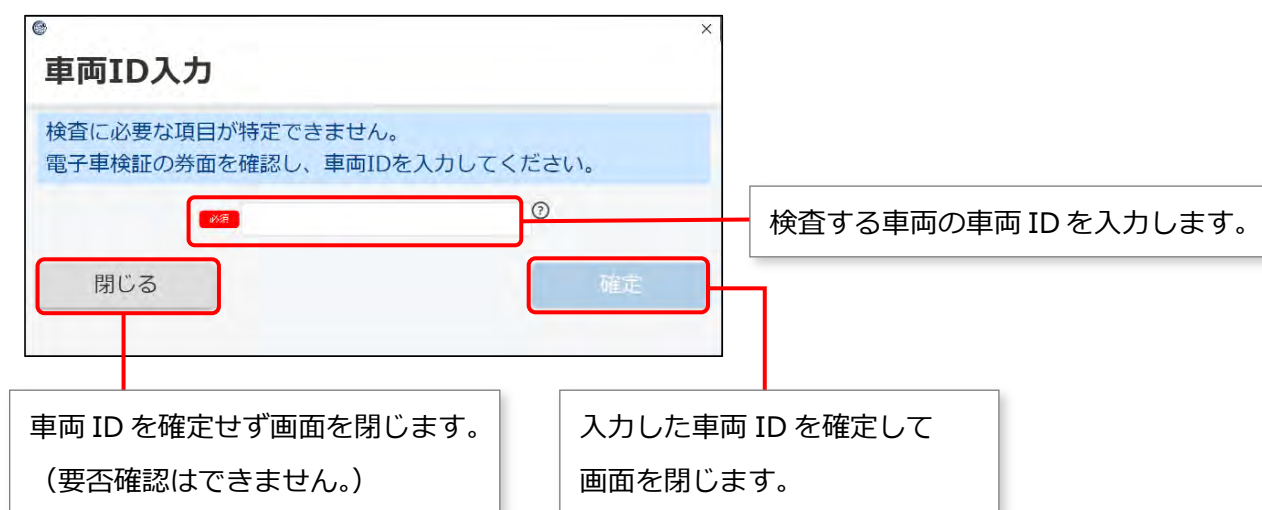 車両ID入力
検査に必要な項目が特定できません。
電子車検証の券面を確認し、車両IDを入力してください。
必須
?
検査する車両の車両 ID を入力します。
閉じる
確定
車両 ID を確定せず画面を閉じます。
（要否確認はできません。）
入力した車両 ID を確定して
画面を閉じます。